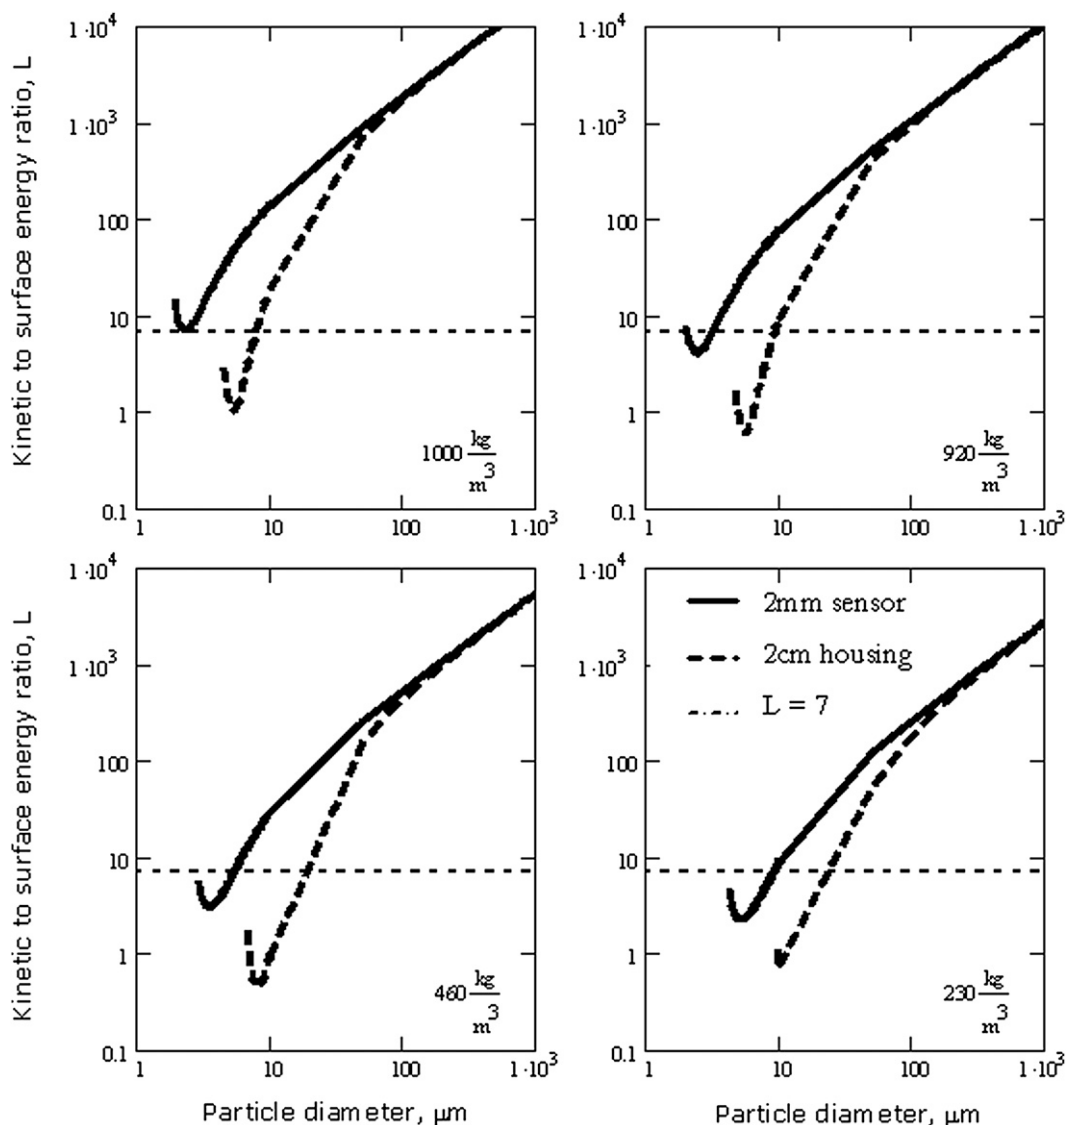 Kinetic to surface energy ratio, L
1·10⁴
1·10³
100
10
1
0.1
1 10 100 1·10³
1000 kg/m³
1·10⁴
1·10³
100
10
1
0.1
1 10 100 1·10³
920 kg/m³
Kinetic to surface energy ratio, L
1·10⁴
1·10³
100
10
1
0.1
1 10 100 1·10³
460 kg/m³
Particle diameter, µm
1·10⁴
1·10³
100
10
1
0.1
1 10 100 1·10³
2mm sensor
2cm housing
L = 7
230 kg/m³
Particle diameter, µm